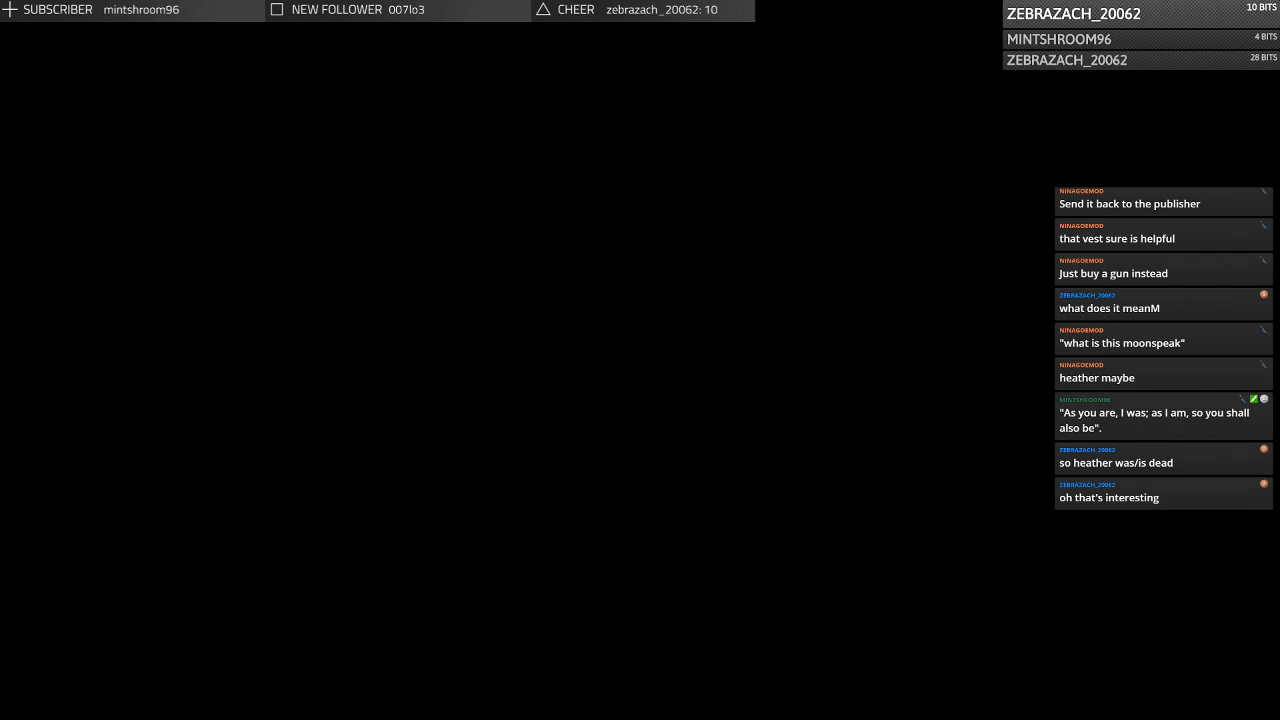 SUBSCRIBER mintshroom96
NEW FOLLOWER 007lo3
CHEER zebrazach_20062: 10
ZEBRAZACH_20062 10 BITS
MINTSHROOM96 4 BITS
ZEBRAZACH_20062 28 BITS
NINAGOEMOD
Send it back to the publisher
NINAGOEMOD
that vest sure is helpful
NINAGOEMOD
Just buy a gun instead
ZEBRAZACH_20062
what does it meanM
NINAGOEMOD
"what is this moonspeak"
NINAGOEMOD
heather maybe
MINTSHROOM96
"As you are, I was; as I am, so you shall
also be".
ZEBRAZACH_20062
so heather was/is dead
ZEBRAZACH_20062
oh that's interesting